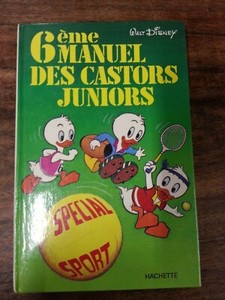 6ème
WALT DISNEY
MANUEL
DES CASTORS
JUNIORS
SPECIAL
SPORT
HACHETTE